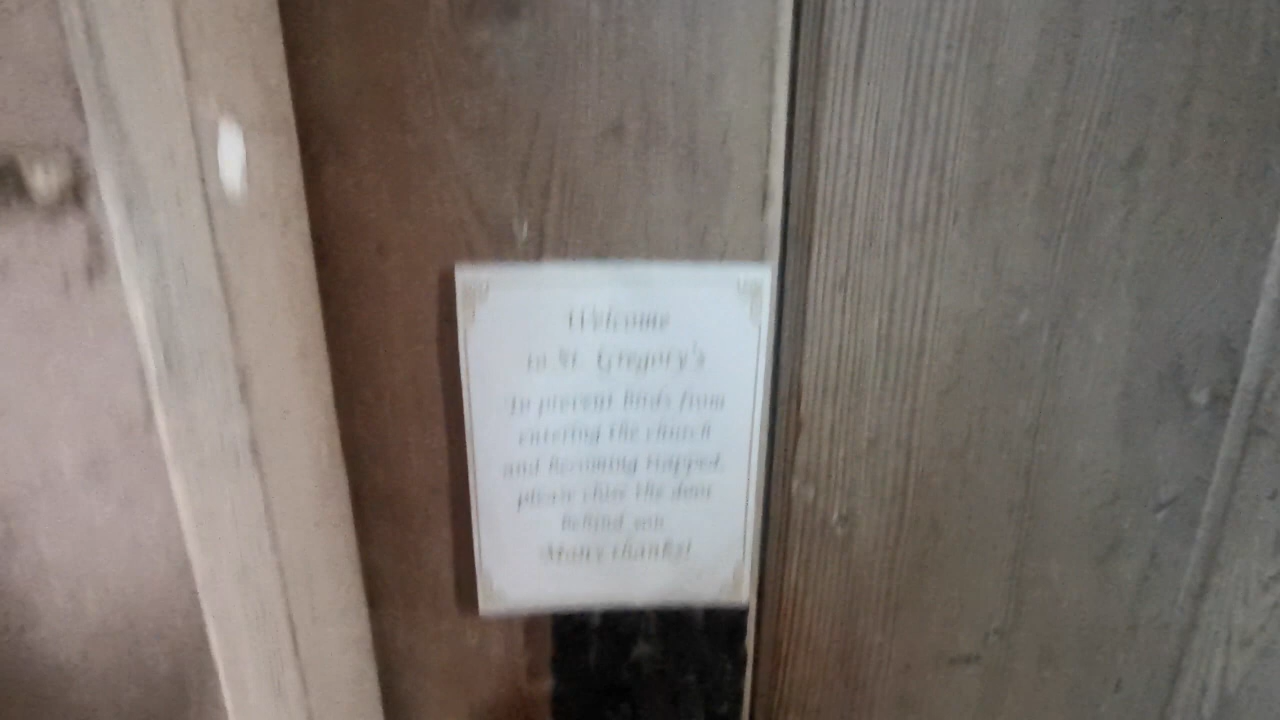 Welcome
to St. Gregory's
To prevent birds from
entering the church
and becoming trapped,
please close the door
behind you
Many thanks!